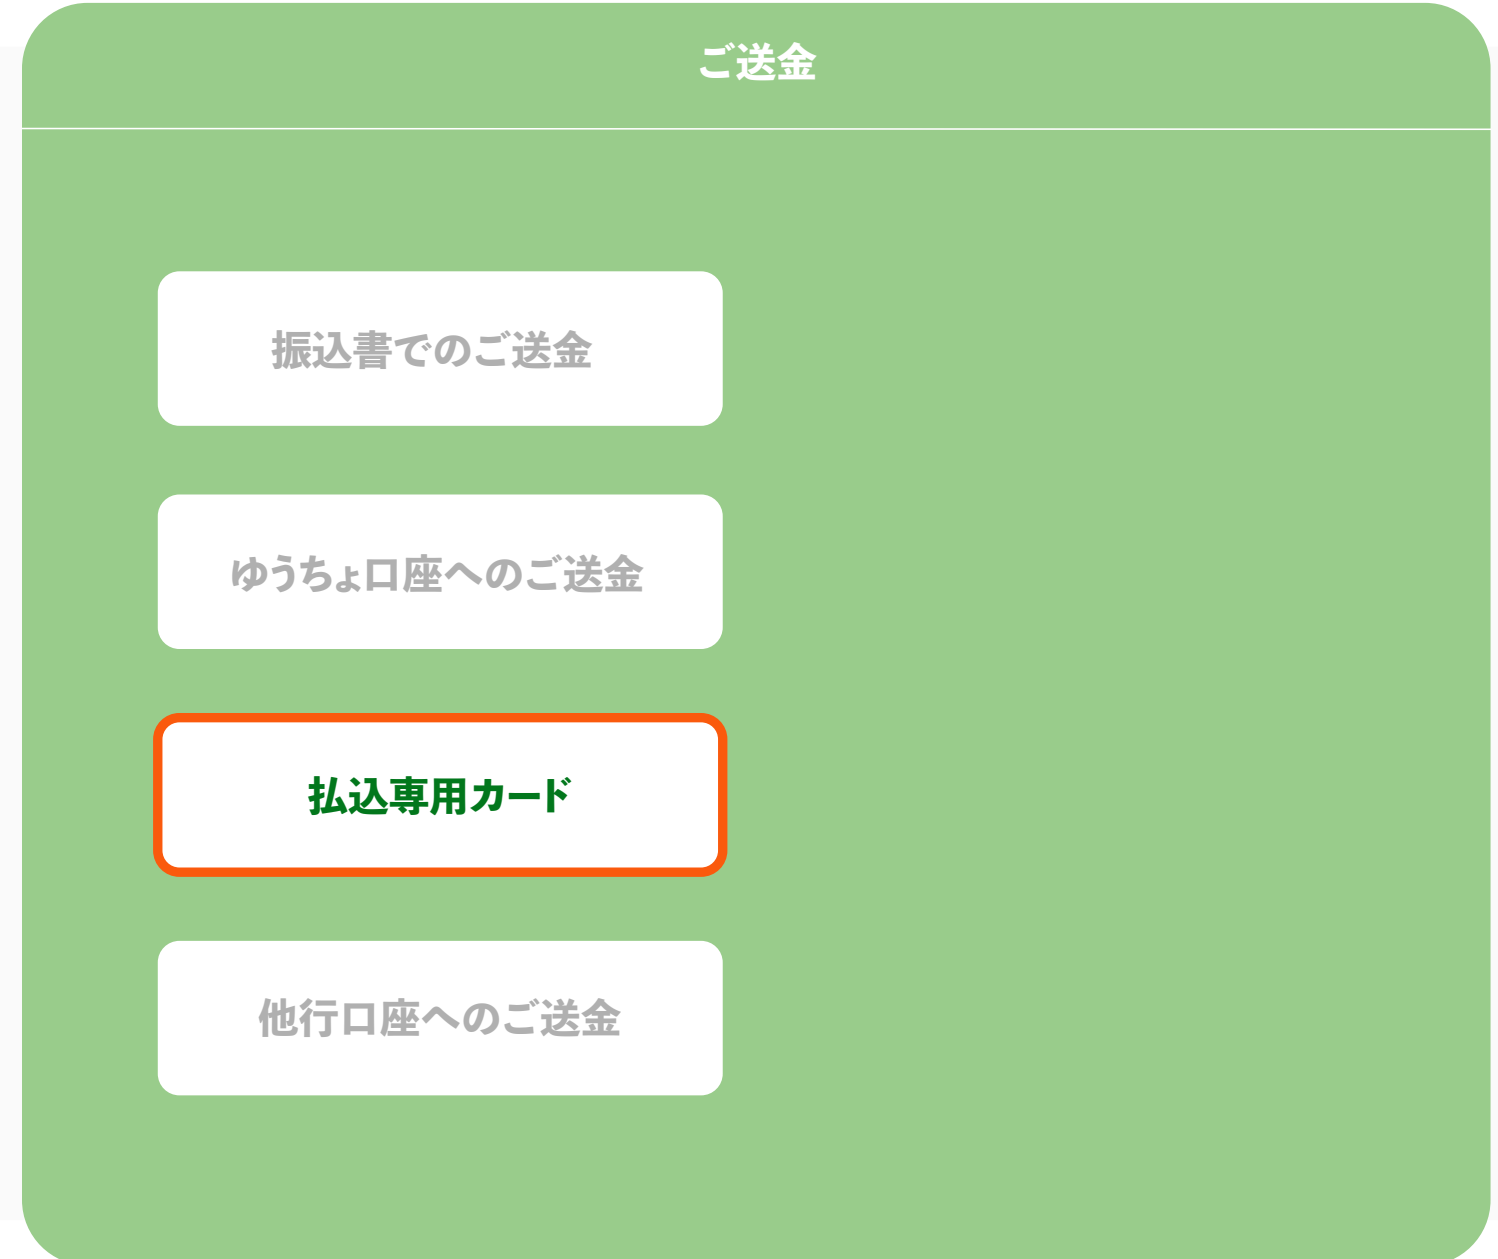 ご送金
振込書でのご送金
ゆうちょ口座へのご送金
払込専用カード
他行口座へのご送金